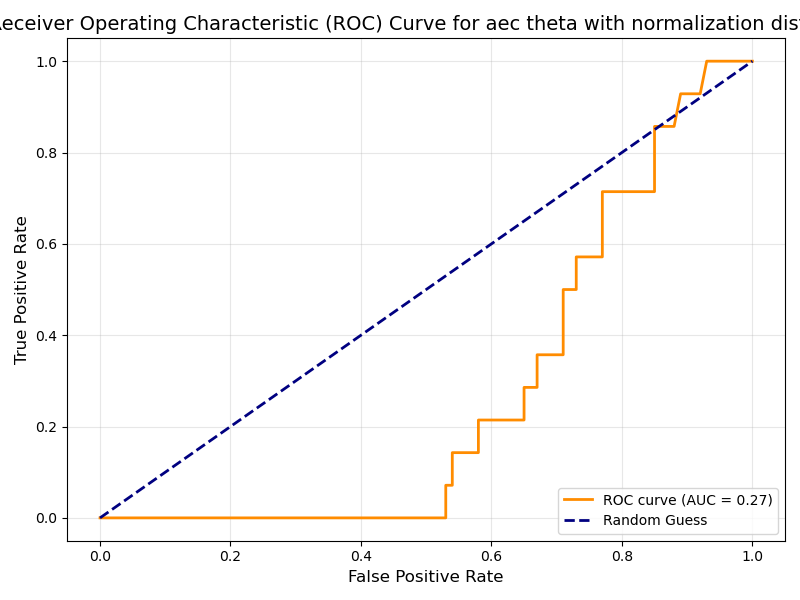 eceiver Operating Characteristic (ROC) Curve for aec theta with normalization dis
1.0
0.8
0.6
0.4
0.2
0.0
True Positive Rate
0.0 0.2 0.4 0.6 0.8 1.0
False Positive Rate
ROC curve (AUC = 0.27)
Random Guess